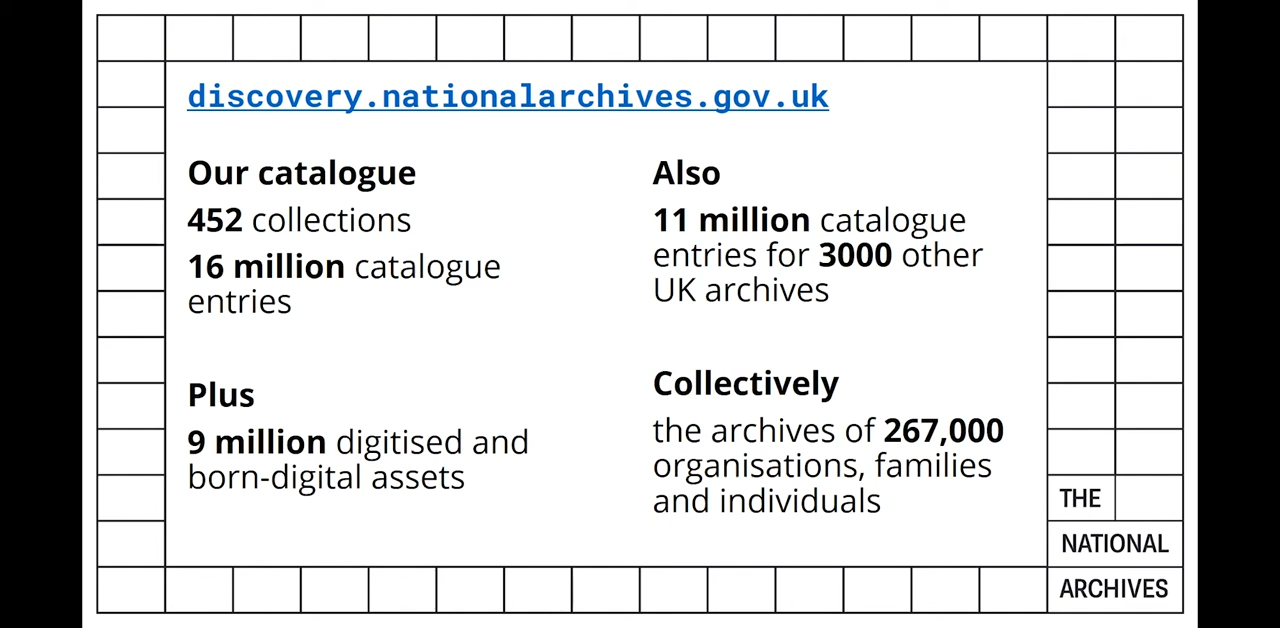 discovery.nationalarchives.gov.uk
Our catalogue
452 collections
16 million catalogue
entries
Plus
9 million digitised and
born-digital assets
Also
11 million catalogue
entries for 3000 other
UK archives
Collectively
the archives of 267,000
organisations, families
and individuals
THE
NATIONAL
ARCHIVES